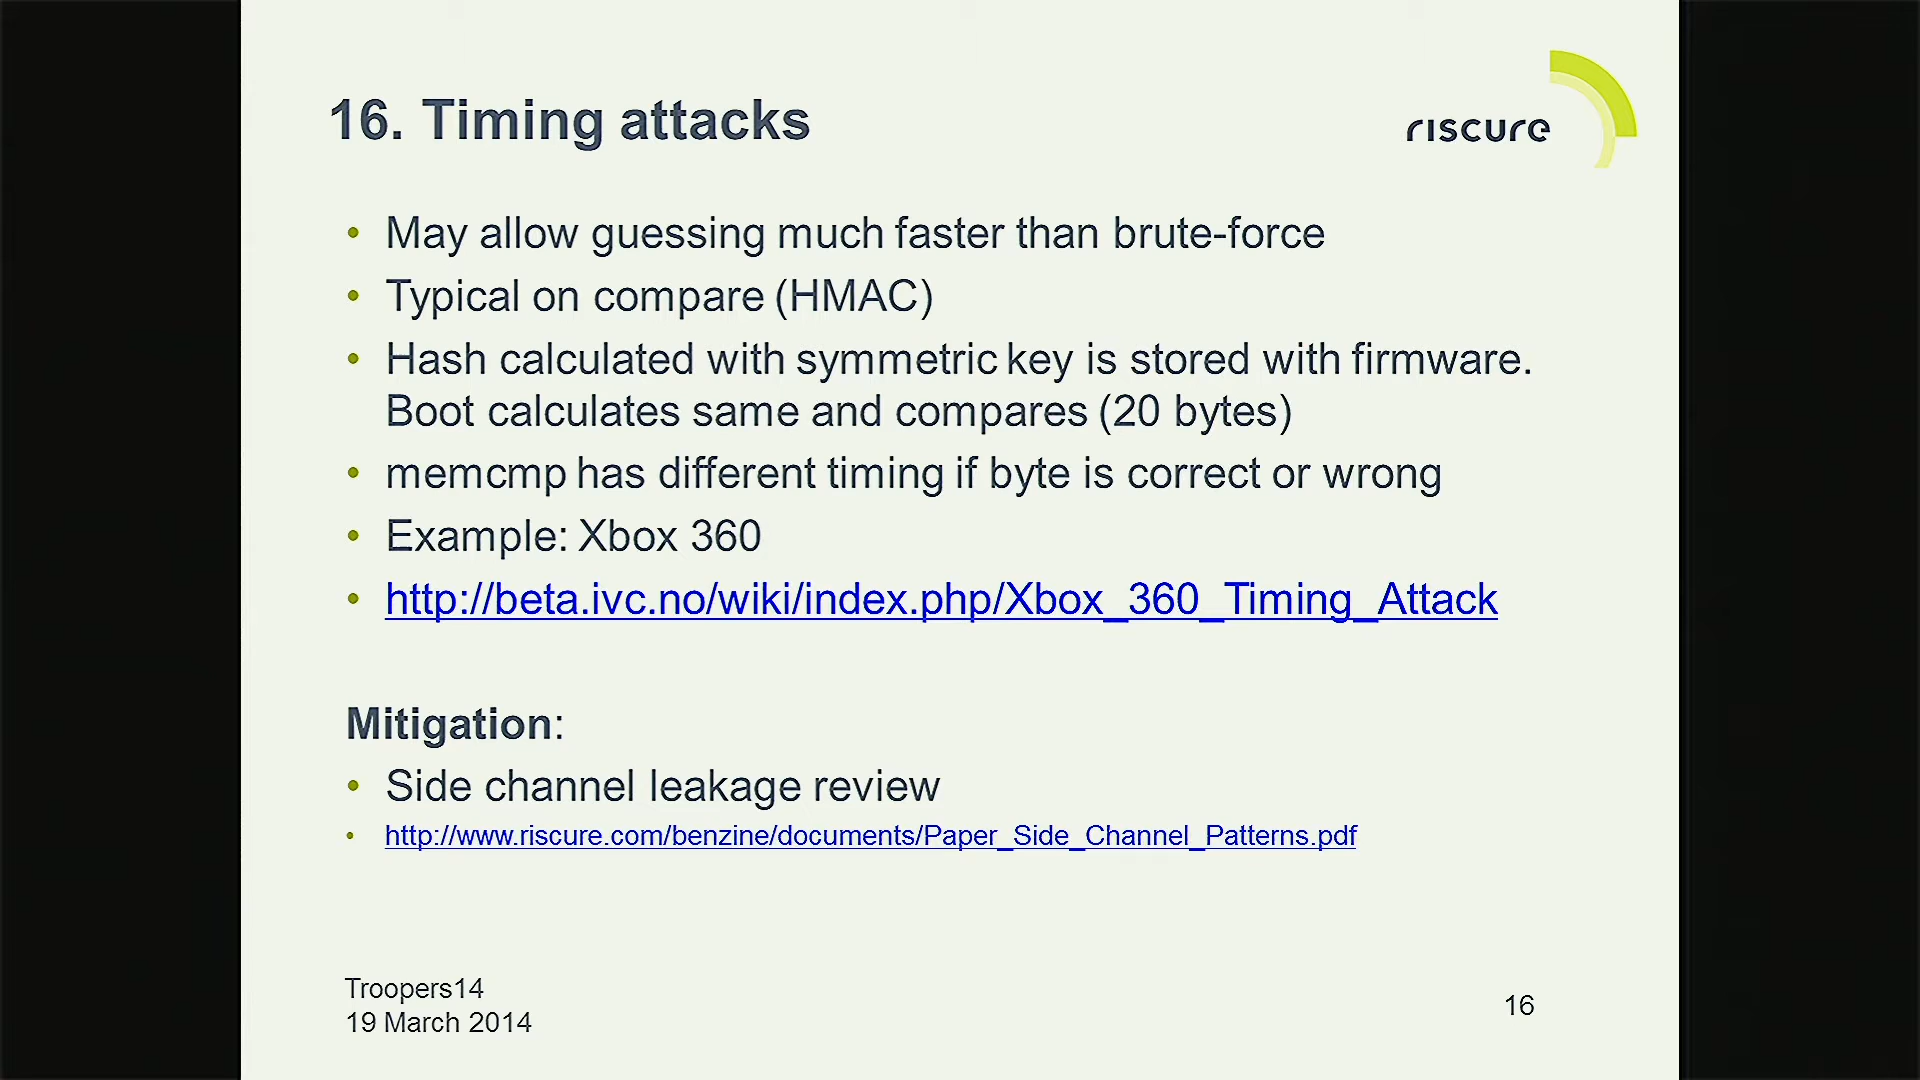 16. Timing attacks
riscure
• May allow guessing much faster than brute-force
• Typical on compare (HMAC)
• Hash calculated with symmetric key is stored with firmware.
Boot calculates same and compares (20 bytes)
• memcmp has different timing if byte is correct or wrong
• Example: Xbox 360
• http://beta.ivc.no/wiki/index.php/Xbox_360_Timing_Attack
Mitigation:
• Side channel leakage review
• http://www.riscure.com/benzine/documents/Paper_Side_Channel_Patterns.pdf
Troopers14
19 March 2014
16